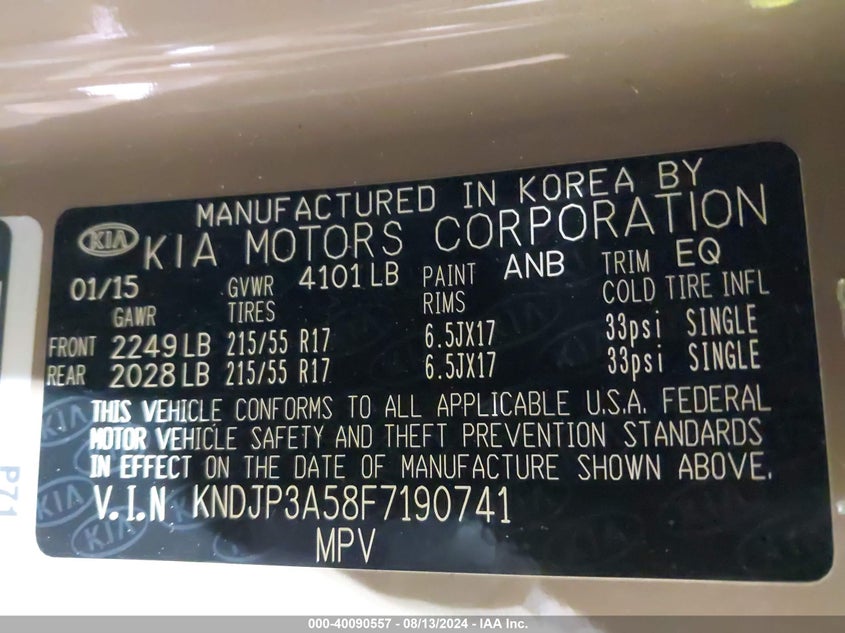 MANUFACTURED IN KOREA BY
KIA KIA MOTORS CORPORATION
01/15 GVWR 4101 LB PAINT ANB TRIM EQ
GAWR TIRES RIMS COLD TIRE INFL
FRONT 2249 LB 215/55 R17 6.5JX17 33psi SINGLE
REAR 2028 LB 215/55 R17 6.5JX17 33psi SINGLE
THIS VEHICLE CONFORMS TO ALL APPLICABLE U.S.A. FEDERAL
MOTOR VEHICLE SAFETY AND THEFT PREVENTION STANDARDS
IN EFFECT ON THE DATE OF MANUFACTURE SHOWN ABOVE.
V.I.N KNDJP3A58F7190741
MPV
P71
000-40090557 - 08/13/2024 - IAA Inc.